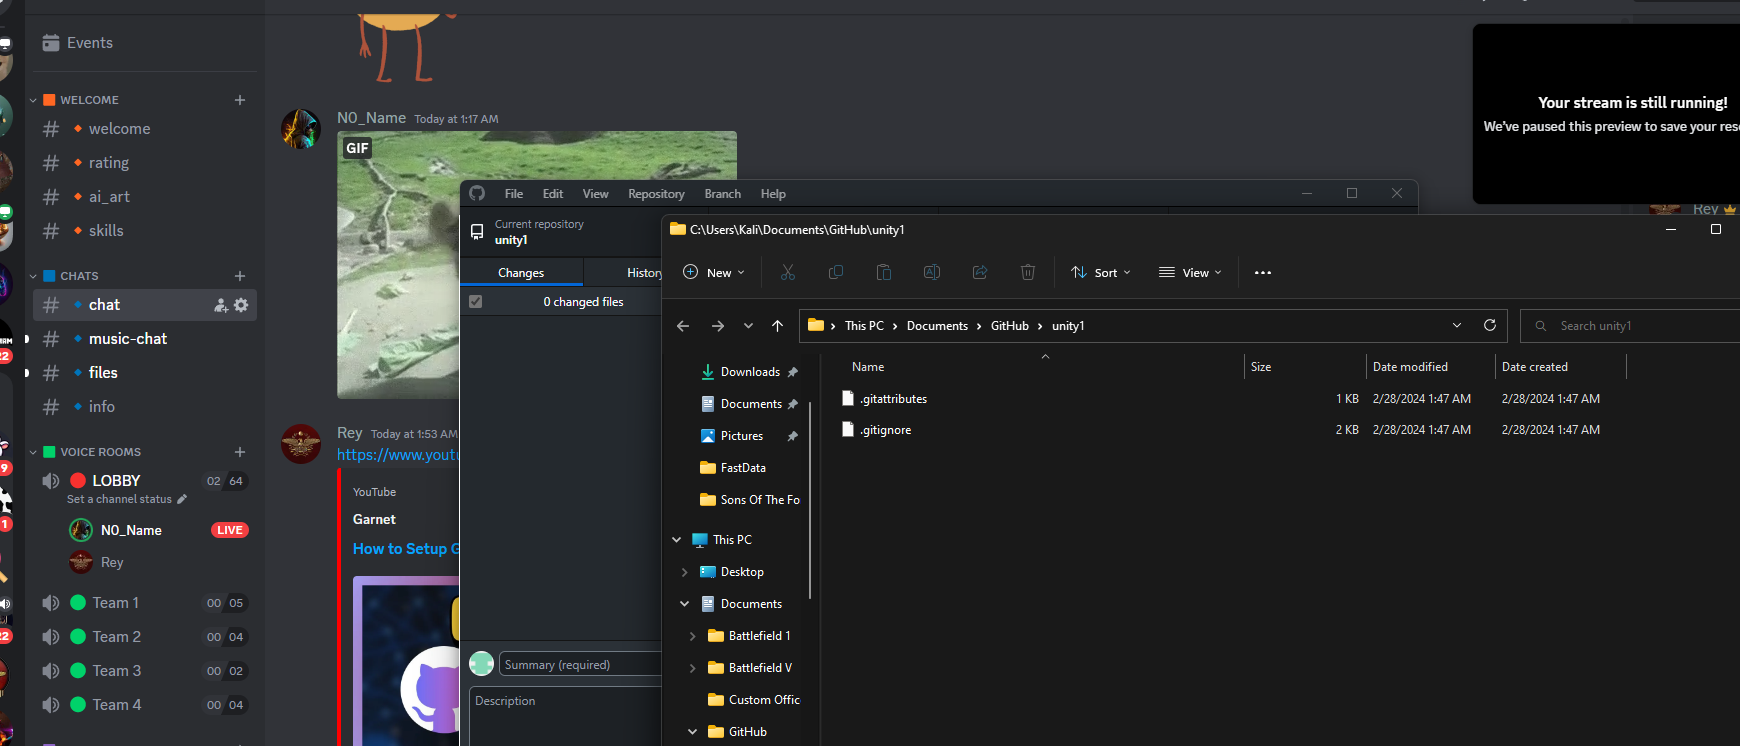 Events
WELCOME
welcome
rating
ai_art
skills
CHATS
chat
music-chat
files
info
VOICE ROOMS
LOBBY 02 64
Set a channel status
N0_Name LIVE
Rey
Team 1 00 05
Team 2 00 04
Team 3 00 02
Team 4 00 04
22
9
1
22
N0_Name Today at 1:17 AM
GIF
Rey Today at 1:53 AM
https://www.yout
YouTube
Garnet
How to Setup G
File Edit View Repository Branch Help
Current repository
unity1
Changes History
0 changed files
Summary (required)
Description
C:\Users\Kali\Documents\GitHub\unity1
New Sort View
This PC Documents GitHub unity1
Search unity1
Downloads
Documents
Pictures
FastData
Sons Of The Fo
This PC
Desktop
Documents
Battlefield 1
Battlefield V
Custom Offic
GitHub
Name Size Date modified Date created
.gitattributes 1 KB 2/28/2024 1:47 AM 2/28/2024 1:47 AM
.gitignore 2 KB 2/28/2024 1:47 AM 2/28/2024 1:47 AM
Your stream is still running!
We've paused this preview to save your res
Rey